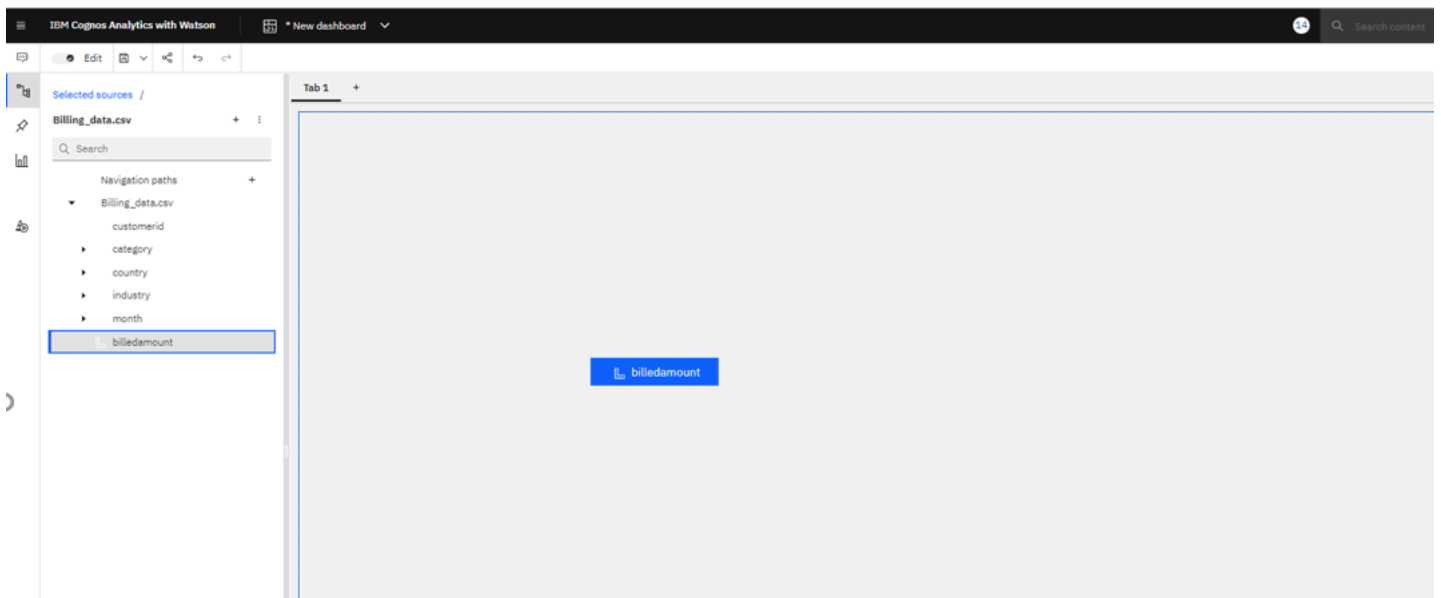 IBM Cognos Analytics with Watson
* New dashboard
14
Search content
Edit
Selected sources /
Tab 1 +
Billing_data.csv +
Search
Navigation paths +
Billing_data.csv
customerid
category
country
industry
month
billedamount
billedamount